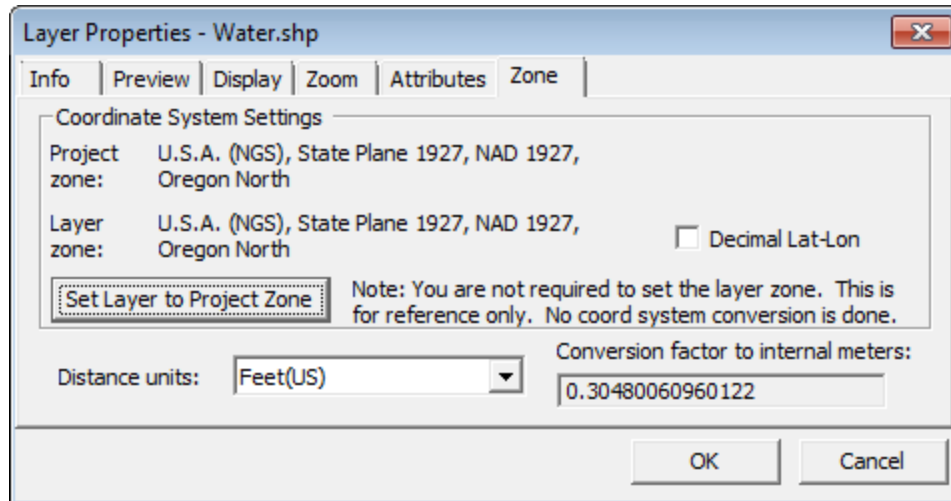 Layer Properties - Water.shp
Info Preview Display Zoom Attributes Zone
Coordinate System Settings
Project zone: U.S.A. (NGS), State Plane 1927, NAD 1927,
Oregon North
Layer zone: U.S.A. (NGS), State Plane 1927, NAD 1927,
Oregon North
Decimal Lat-Lon
Set Layer to Project Zone
Note: You are not required to set the layer zone. This is
for reference only. No coord system conversion is done.
Distance units: Feet(US)
Conversion factor to internal meters:
0.30480060960122
OK Cancel